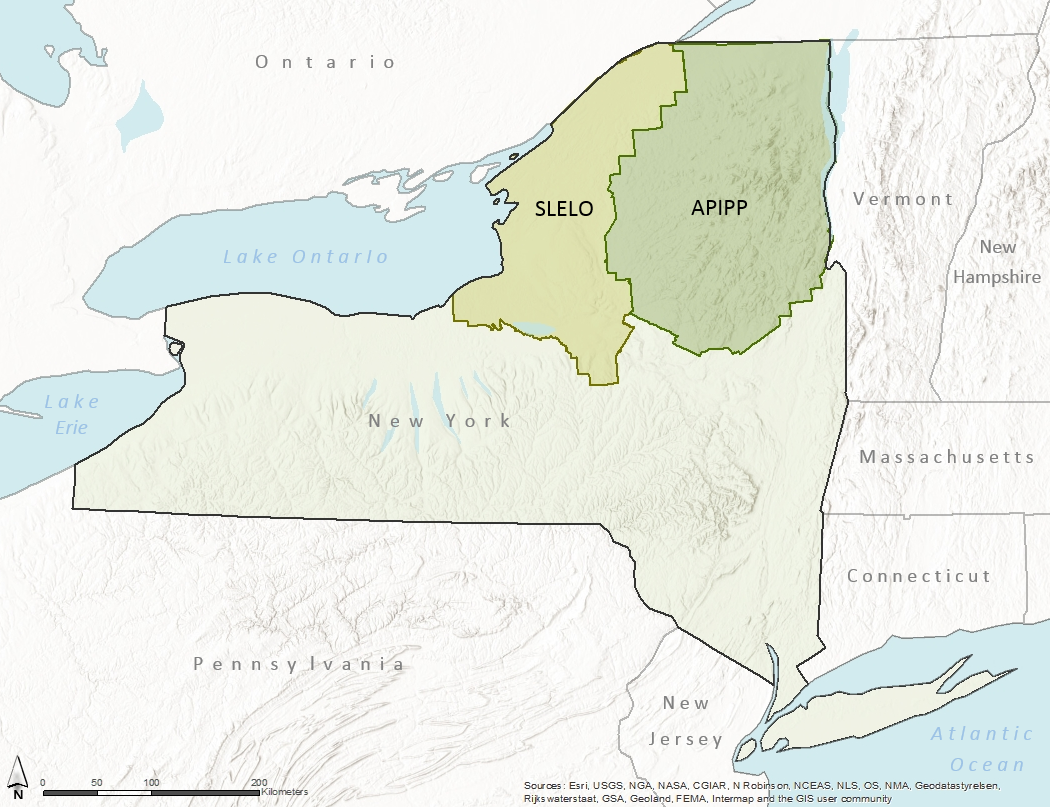 Ontario
SLELO
APIPP
Vermont
New
Hampshire
Lake Ontario
Lake
Erie
New York
Massachusetts
Connecticut
Pennsylvania
New
Jersey
Atlantic
Ocean
N
0 50 100 200
Kilometers
Sources: Esri, USGS, NGA, NASA, CGIAR, N Robinson, NCEAS, NLS, OS, NMA, Geodatastyrelsen,
Rijkswaterstaat, GSA, Geoland, FEMA, Intermap and the GIS user community